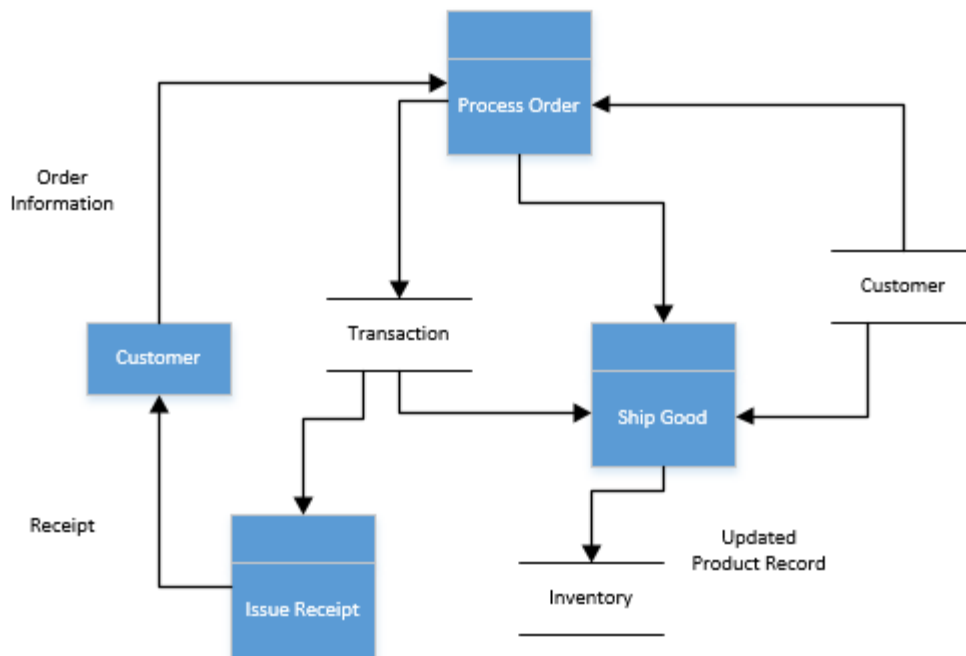 Process Order
Order
Information
Customer
Transaction
Customer
Ship Good
Receipt
Updated
Product Record
Inventory
Issue Receipt